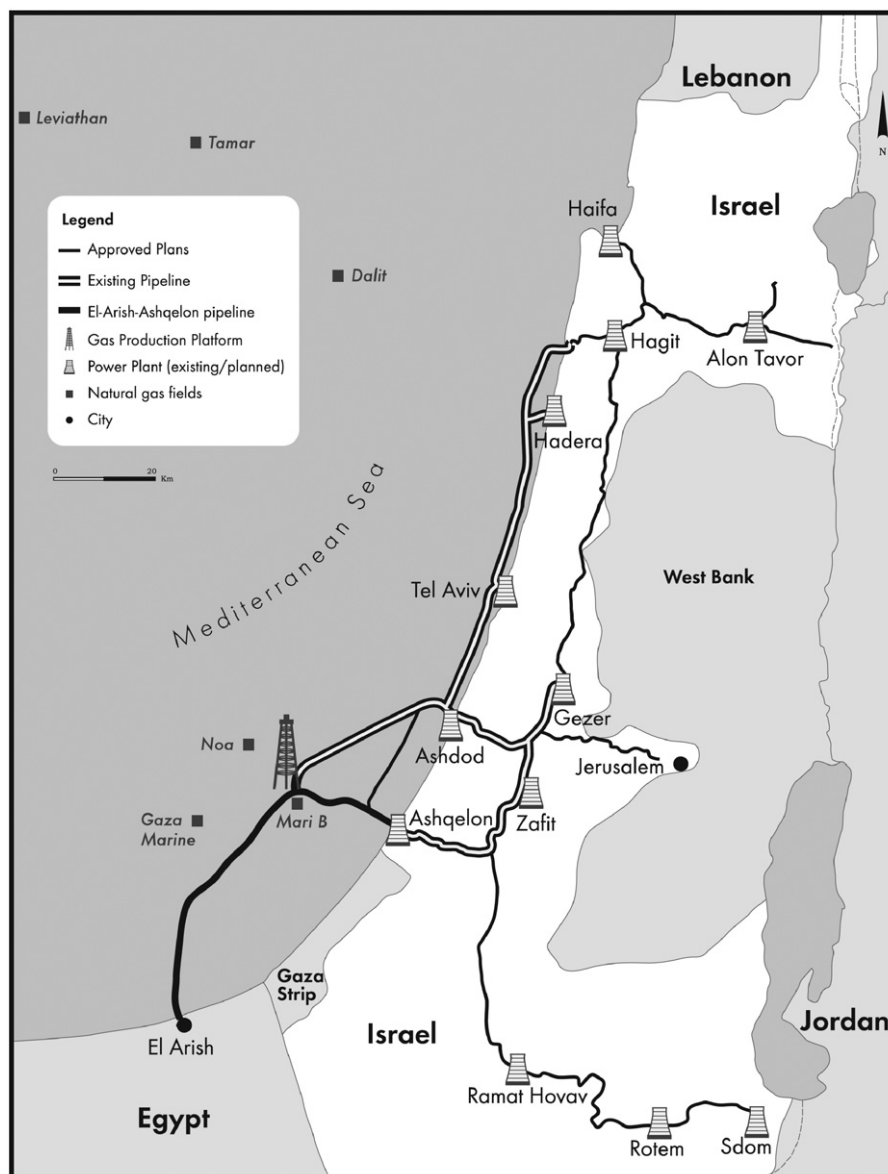 Lebanon
Leviathan
Tamar
N
Legend
Approved Plans
Existing Pipeline
El-Arish-Ashqelon pipeline
Gas Production Platform
Power Plant (existing/planned)
Natural gas fields
City
Israel
Haifa
Dalit
Hagit
Alon Tavor
Hadera
0 20
Km
Mediterranean Sea
Tel Aviv
West Bank
Gezer
Noa
Ashdod
Jerusalem
Gaza
Marine
Mari B
Ashqelon
Zafit
Gaza
Strip
El Arish
Israel
Jordan
Ramat Hovav
Egypt
Rotem
Sdom